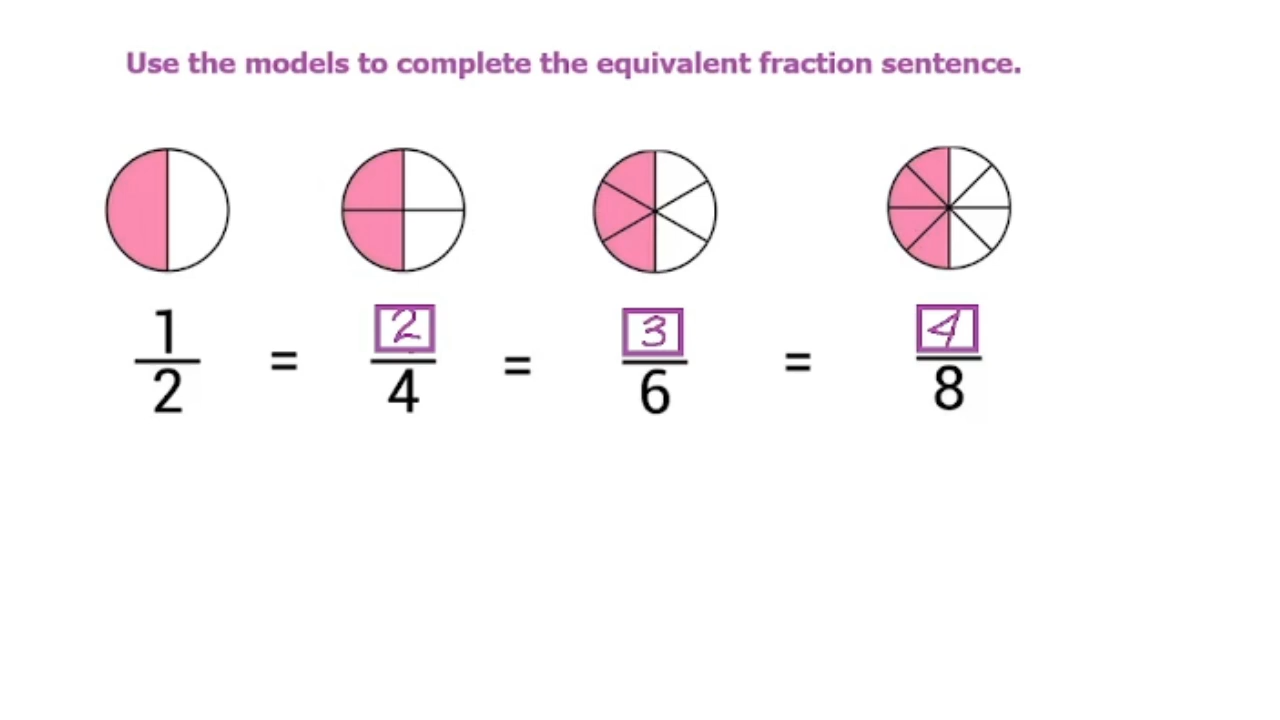 Use the models to complete the equivalent fraction sentence.
1/2 = 2/4 = 3/6 = 4/8